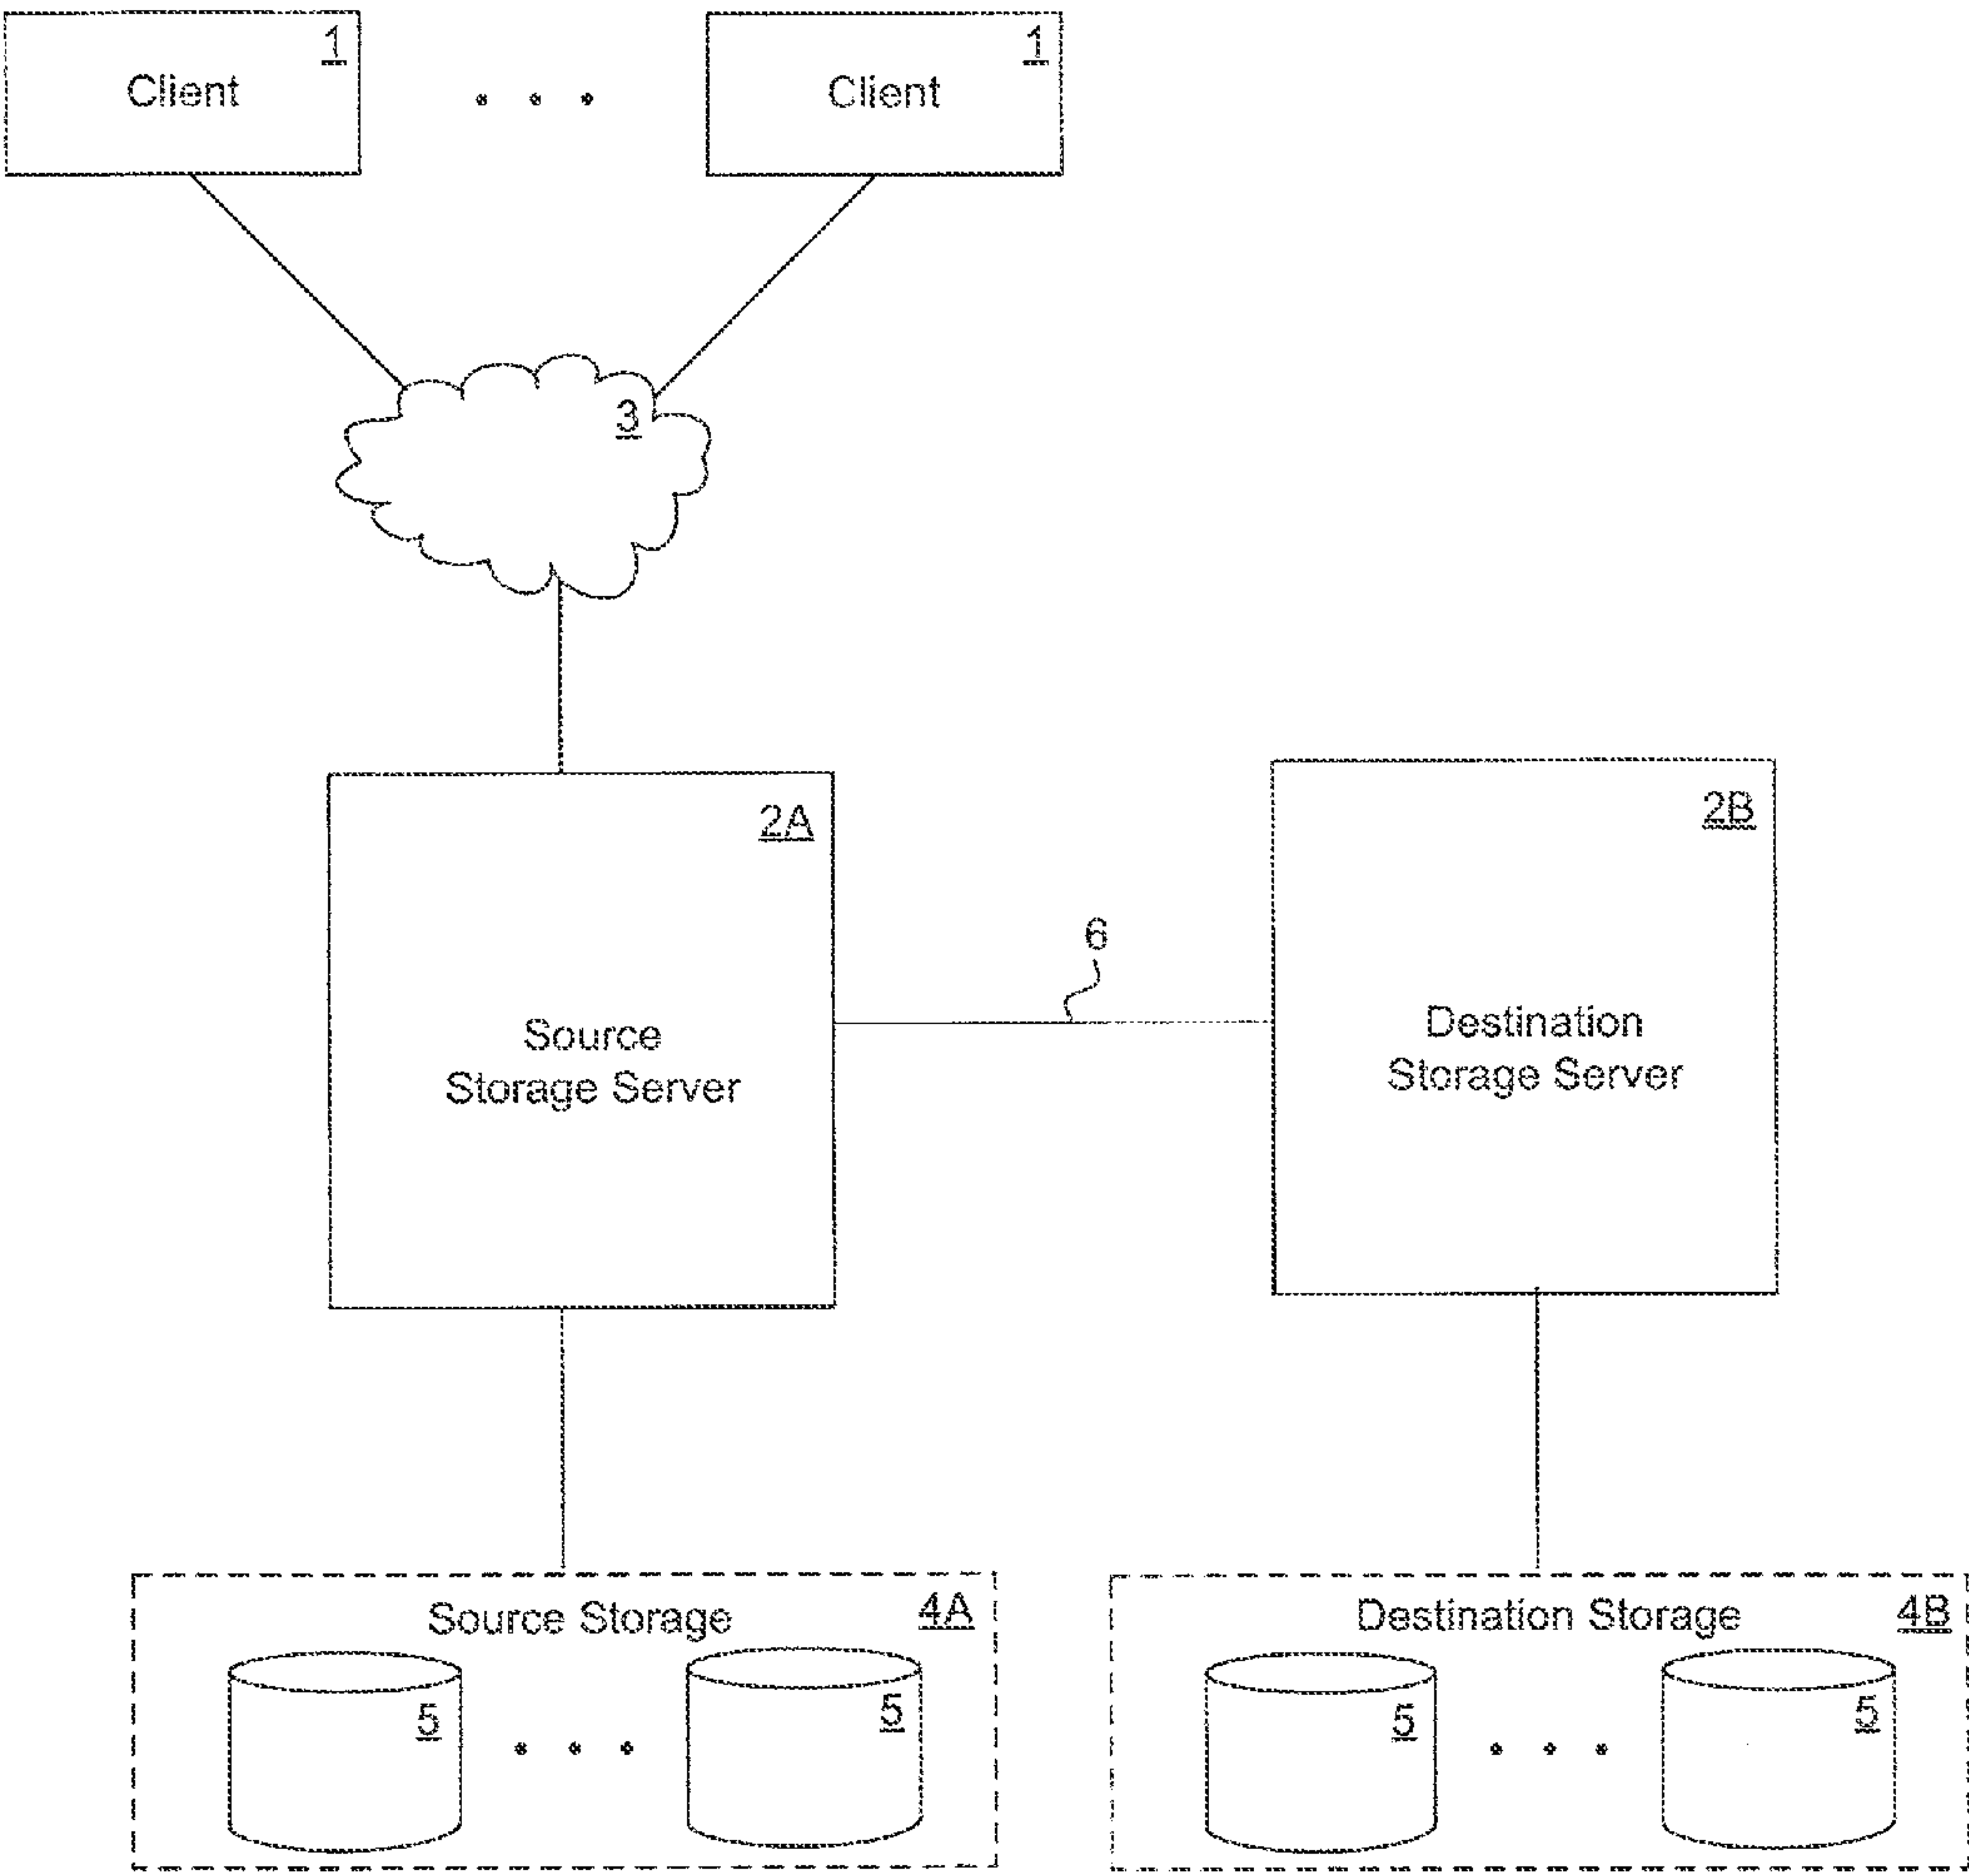 1
Client
1
Client
3
2A
Source
Storage Server
6
2B
Destination
Storage Server
4A
Source Storage
5
5
4B
Destination Storage
5
5